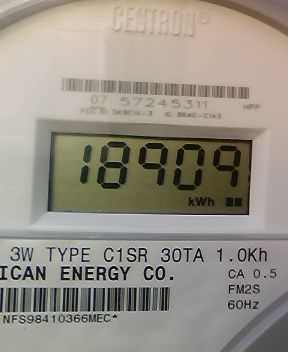 CENTRON®
07 57245311 HPP
18909
kWh
3W TYPE C1SR 30TA 1.0Kh
ICAN ENERGY CO. CA 0.5
FM2S
NFS98410366MEC* 60Hz